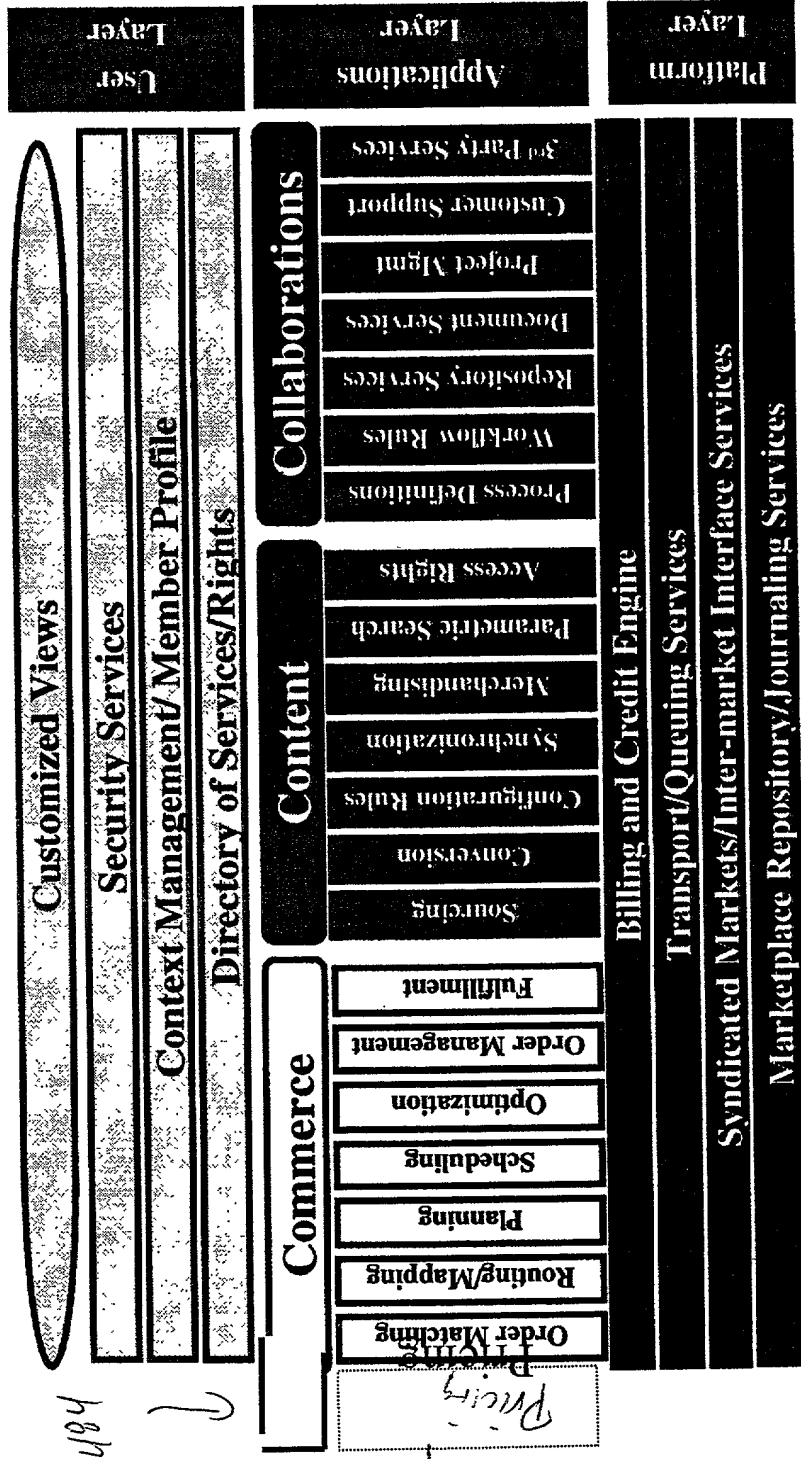 Customized Views
Security Services
Context Management/ Member Profile
Directory of Services/Rights
User
Layer
Commerce
Content
Collaborations
Applications
Layer
Pricing
Pricing
Order Matching
Routing/Mapping
Planning
Scheduling
Optimization
Order Management
Fulfillment
Sourcing
Conversion
Configuration Rules
Synchronization
Merchandising
Parametric Search
Access Rights
Process Definitions
Workflow Rules
Repository Services
Document Services
Project Mgmt
Customer Support
3rd Party Services
Billing and Credit Engine
Transport/Queuing Services
Syndicated Markets/Inter-market Interface Services
Marketplace Repository/Journaling Services
Platform
Layer